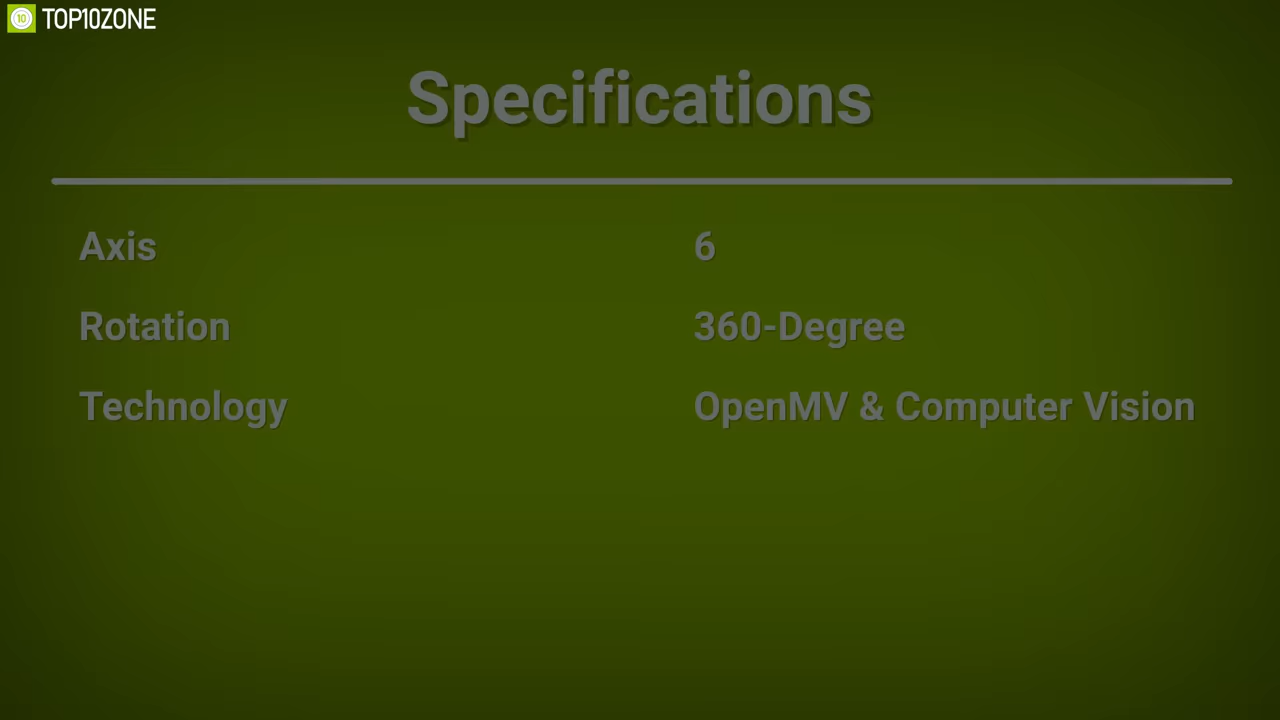 TOP10ZONE
Specifications
Axis 6
Rotation 360-Degree
Technology OpenMV & Computer Vision